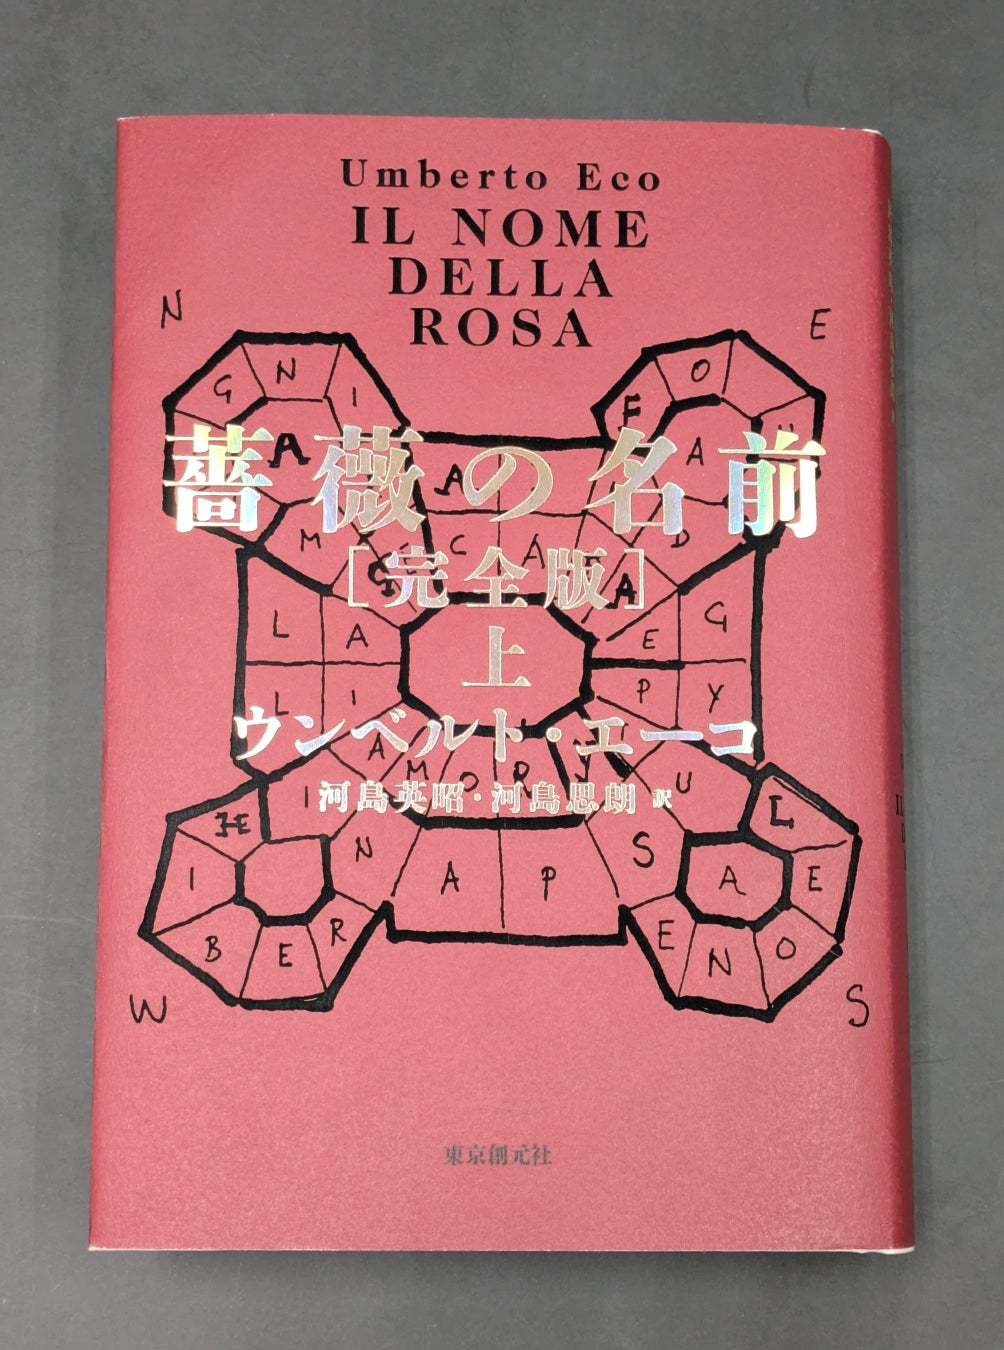 Umberto Eco
IL NOME
DELLA
ROSA
N
E
G N I
F O
A
A
薔薇の名前
A
M
C A
D
[完全版]
G
A
L A
E G
上
L I
P Y
ウンベルト・エーコ
A M O R Y
I
U
河島英昭・河島思朗 訳
H
L
I
N
A P
S
A
E
B E R
E N O
W
S
東京創元社